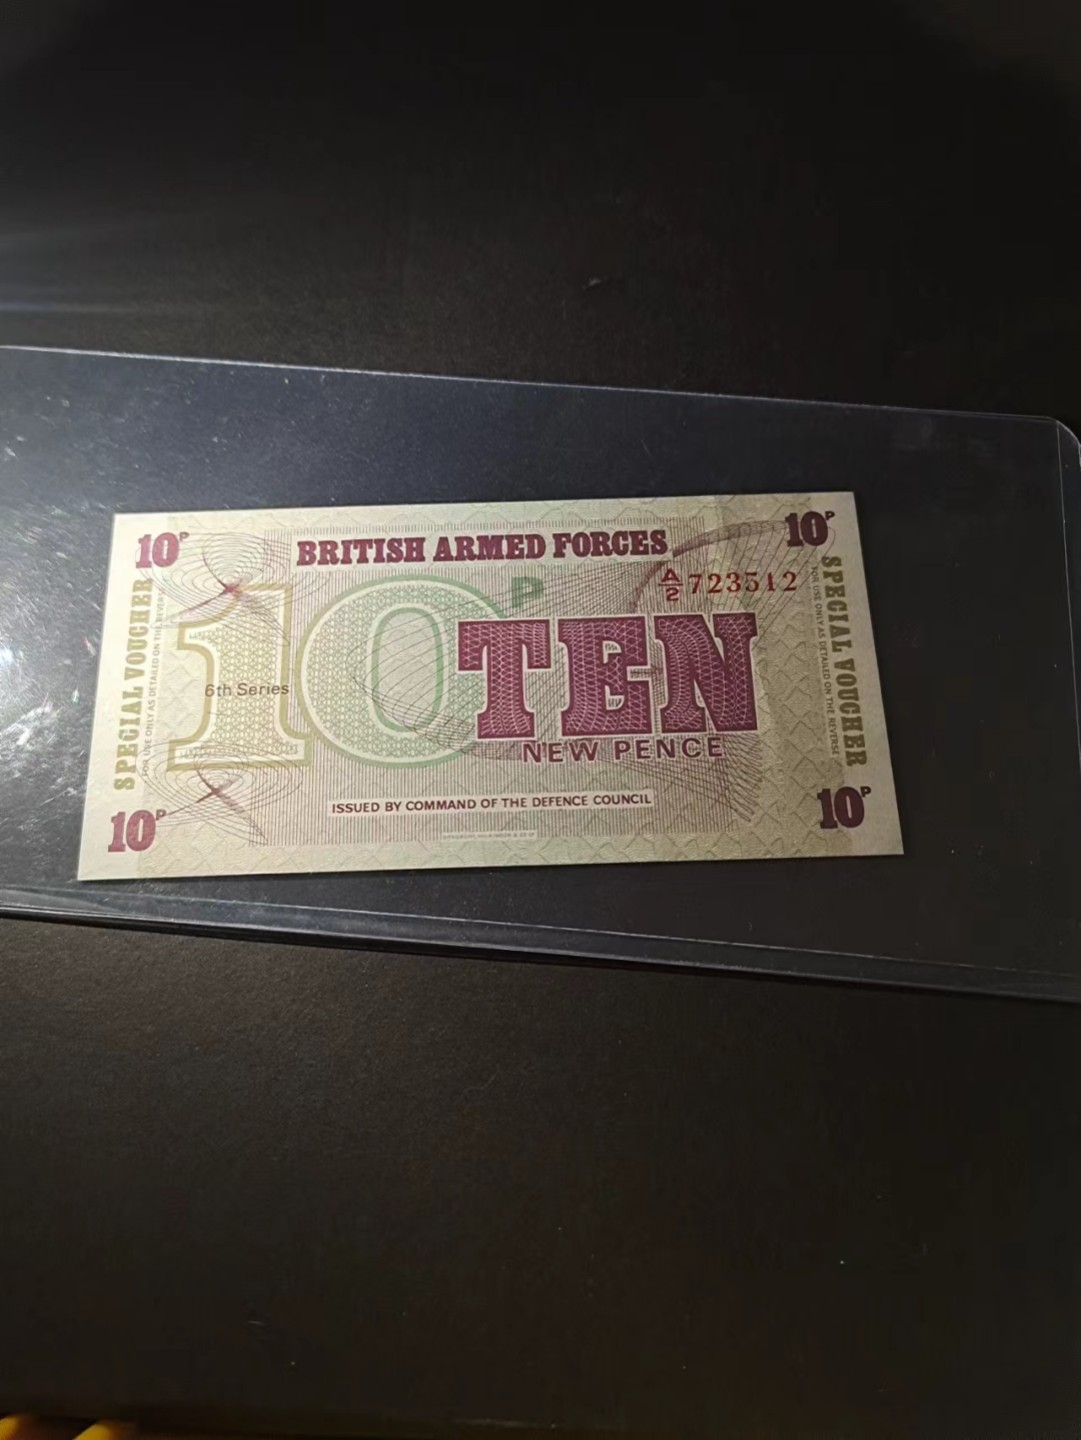 10P
BRITISH ARMED FORCES
10P
A/2 723512
SPECIAL VOUCHER
FOR USE ONLY AS DETAILED ON THE REVERSE
10P
6th Series
TEN
NEW PENCE
SPECIAL VOUCHER
FOR USE ONLY AS DETAILED ON THE REVERSE
ISSUED BY COMMAND OF THE DEFENCE COUNCIL
10P
10P